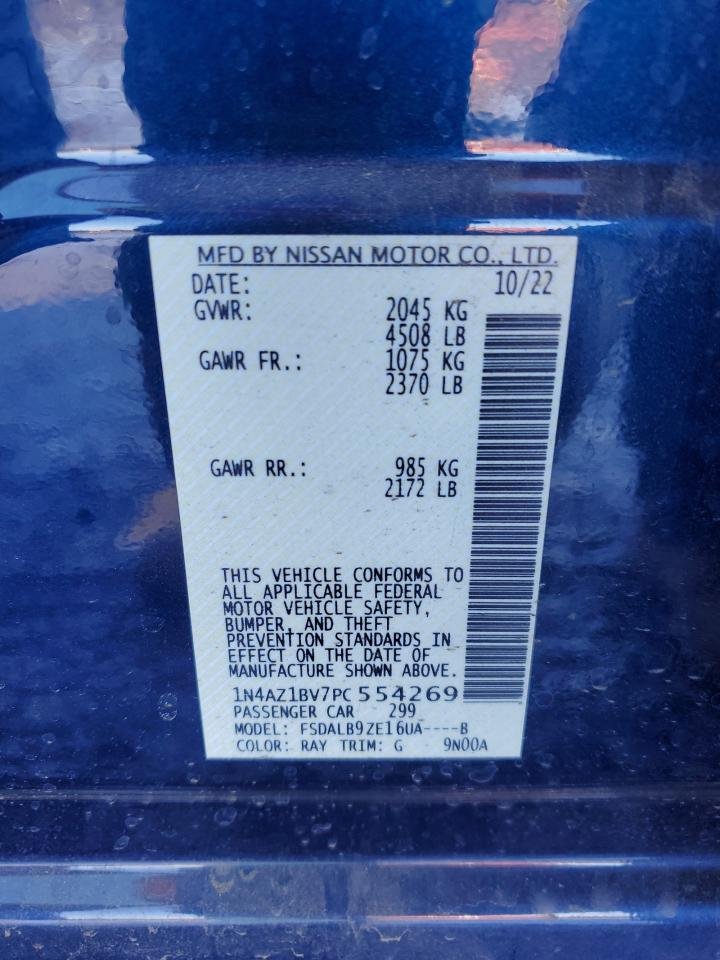 MFD BY NISSAN MOTOR CO., LTD.
DATE: 10/22
GVWR: 2045 KG
4508 LB
GAWR FR.: 1075 KG
2370 LB
GAWR RR.: 985 KG
2172 LB
THIS VEHICLE CONFORMS TO
ALL APPLICABLE FEDERAL
MOTOR VEHICLE SAFETY,
BUMPER, AND THEFT
PREVENTION STANDARDS IN
EFFECT ON THE DATE OF
MANUFACTURE SHOWN ABOVE.
1N4AZ1BV7PC554269
PASSENGER CAR 299
MODEL: FSDALB9ZE16UA----B
COLOR: RAY TRIM: G 9N00A